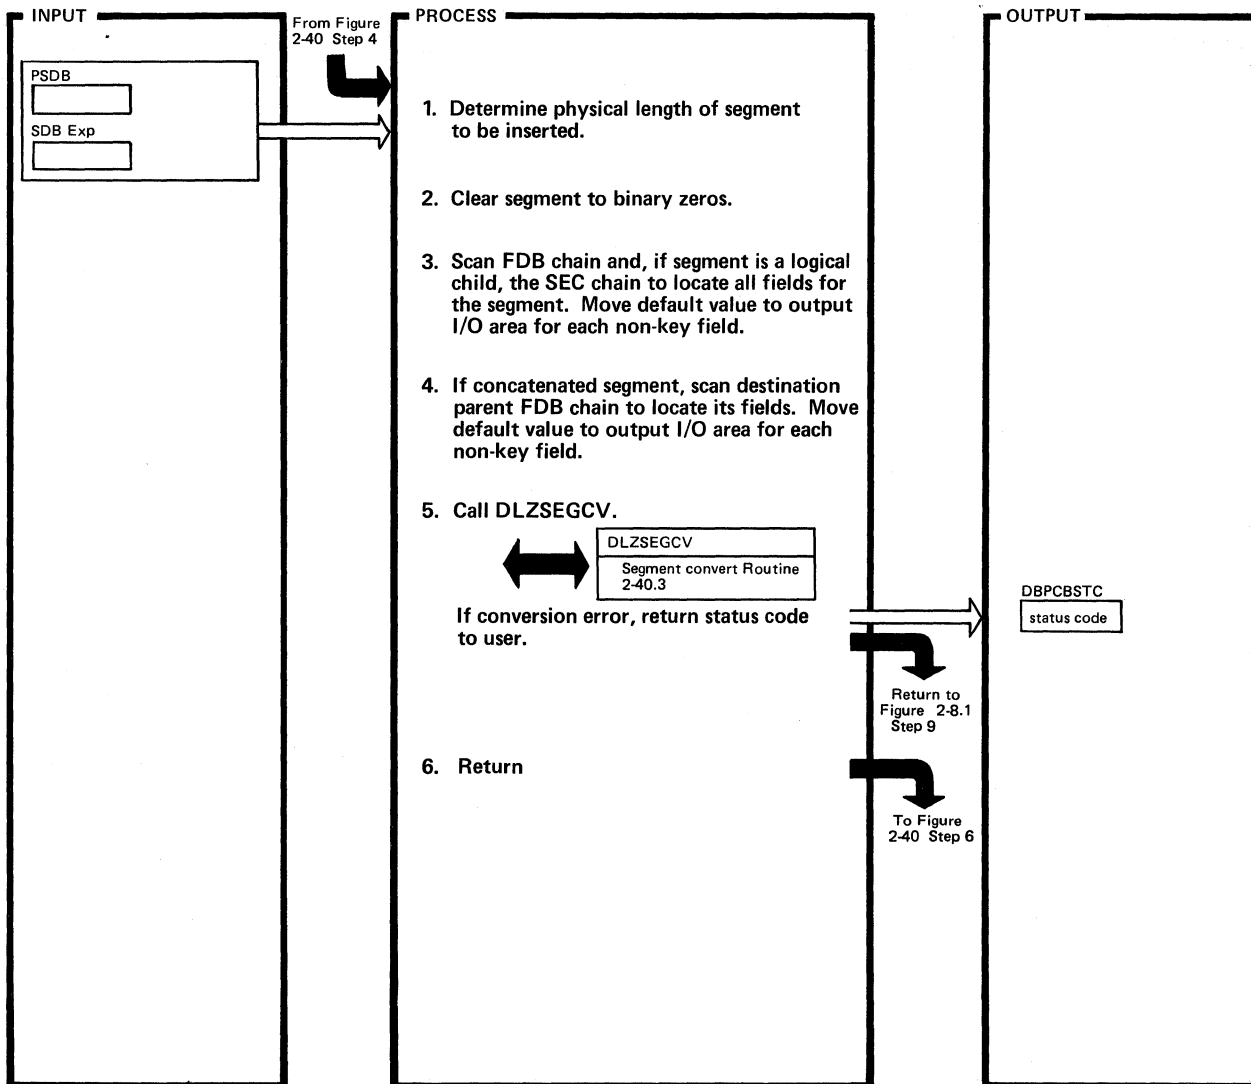 INPUT
PSDB
SDB Exp
From Figure
2-40 Step 4
PROCESS
1. Determine physical length of segment
to be inserted.
2. Clear segment to binary zeros.
3. Scan FDB chain and, if segment is a logical
child, the SEC chain to locate all fields for
the segment. Move default value to output
I/O area for each non-key field.
4. If concatenated segment, scan destination
parent FDB chain to locate its fields. Move
default value to output I/O area for each
non-key field.
5. Call DLZSEGCV.
DLZSEGCV
Segment convert Routine
2-40.3
If conversion error, return status code
to user.
Return to
Figure 2-8.1
Step 9
6. Return
To Figure
2-40 Step 6
OUTPUT
DBPCBSTC
status code